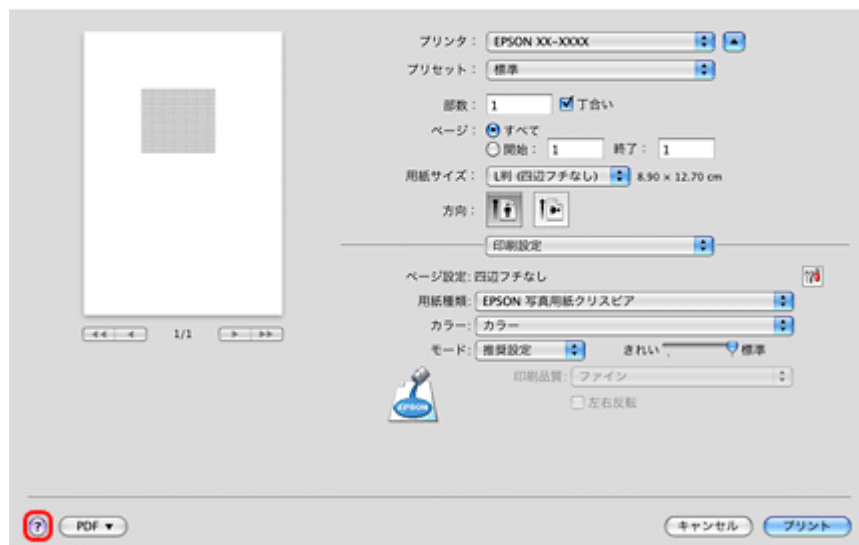 プリンタ： EPSON XX-XXXX
プリセット： 標準
部数： 1 丁合い
ページ： すべて
開始： 1 終了： 1
用紙サイズ： L判 (四辺フチなし) 8.90 × 12.70 cm
方向：
印刷設定
ページ設定: 四辺フチなし
用紙種類: EPSON 写真用紙クリスピア
カラー: カラー
1/1
モード: 推奨設定 きれい 標準
印刷品質: ファイン
EPSON
左右反転
? PDF ▼ キャンセル プリント